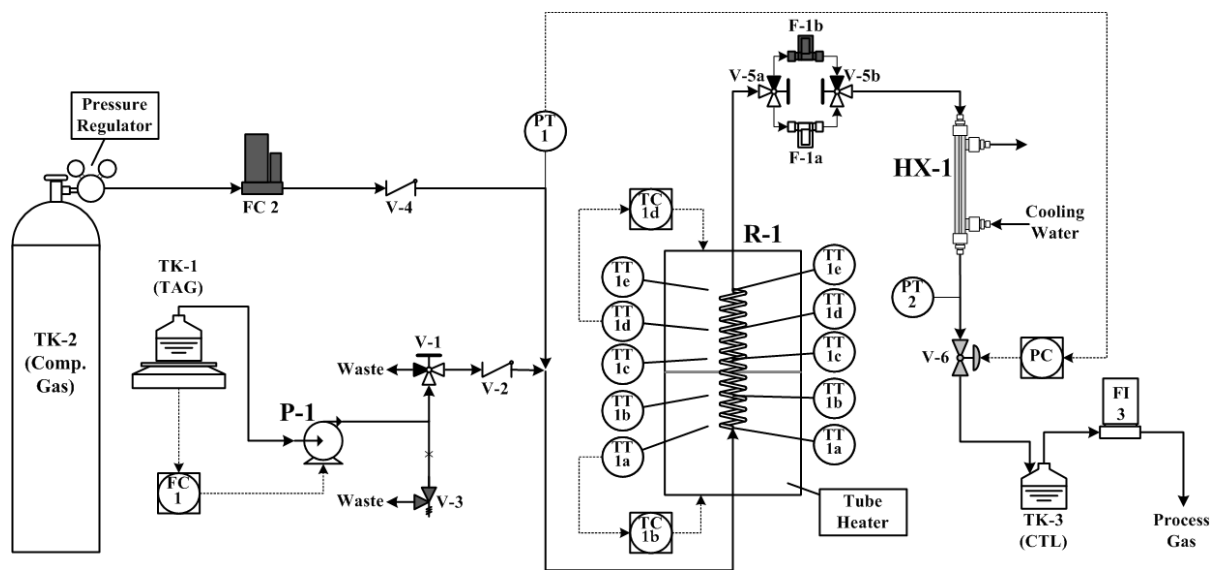 Pressure
Regulator
FC 2
V-4
PT
1
TK-2
(Comp.
Gas)
TK-1
(TAG)
FC
1
P-1
V-1
Waste
V-2
Waste
V-3
TC
1d
R-1
TT
1e
TT
1d
TT
1c
TT
1b
TT
1a
TT
1e
TT
1d
TT
1c
TT
1b
TT
1a
TC
1b
Tube
Heater
F-1b
V-5a
V-5b
F-1a
HX-1
Cooling
Water
PT
2
V-6
PC
FI
3
TK-3
(CTL)
Process
Gas